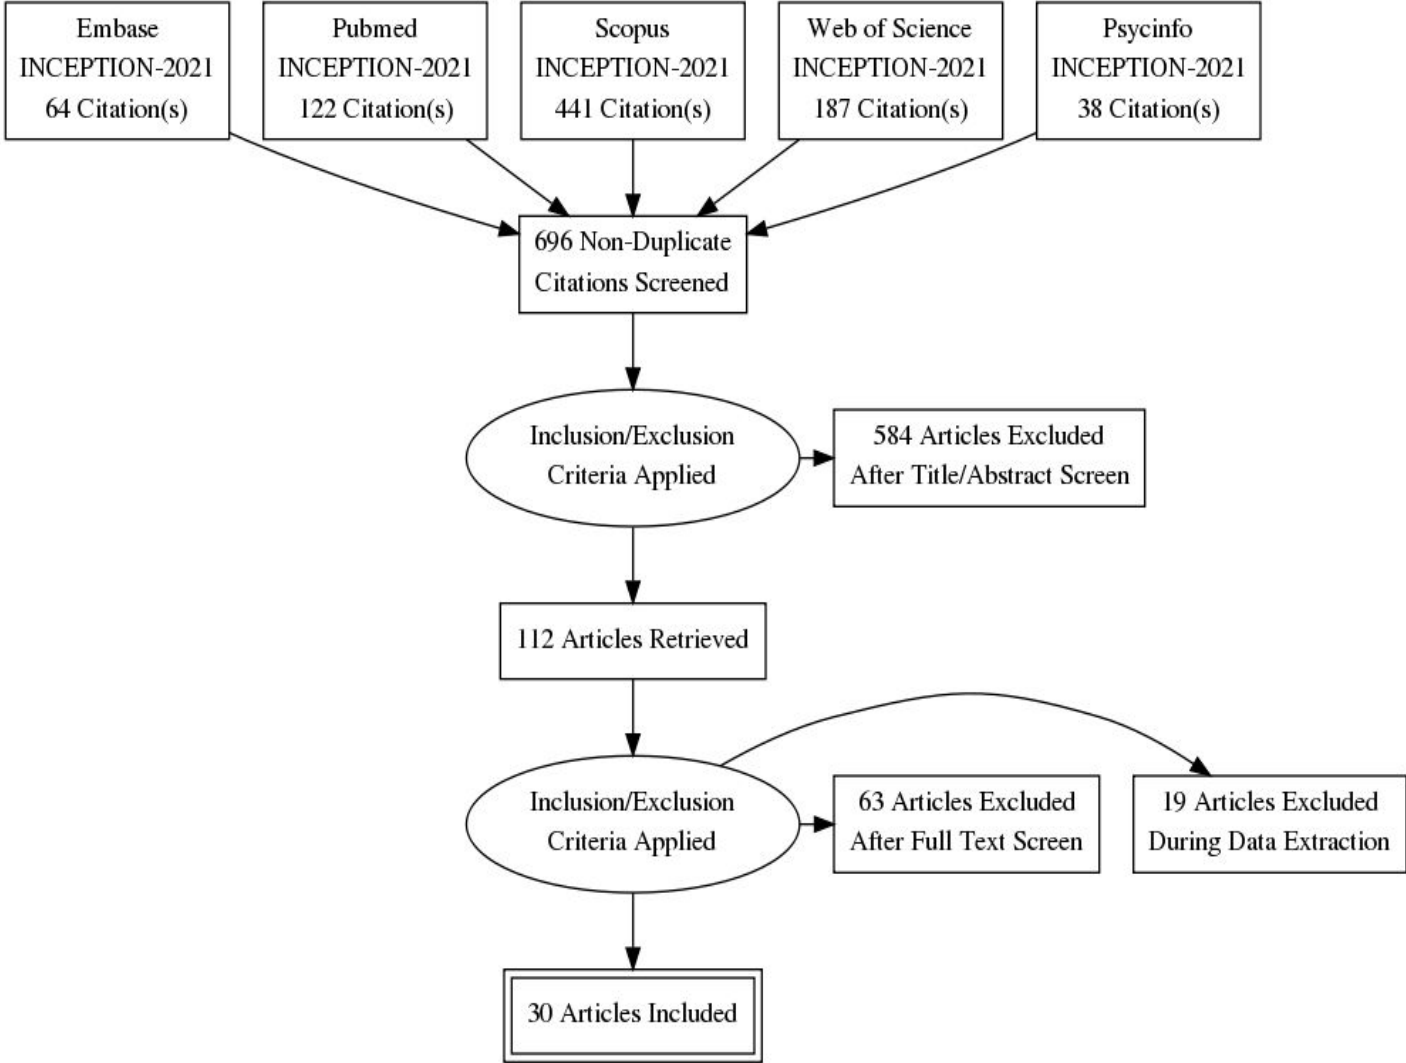 Embase
INCEPTION-2021
64 Citation(s)
Pubmed
INCEPTION-2021
122 Citation(s)
Scopus
INCEPTION-2021
441 Citation(s)
Web of Science
INCEPTION-2021
187 Citation(s)
Psycinfo
INCEPTION-2021
38 Citation(s)
696 Non-Duplicate
Citations Screened
Inclusion/Exclusion
Criteria Applied
584 Articles Excluded
After Title/Abstract Screen
112 Articles Retrieved
Inclusion/Exclusion
Criteria Applied
63 Articles Excluded
After Full Text Screen
19 Articles Excluded
During Data Extraction
30 Articles Included